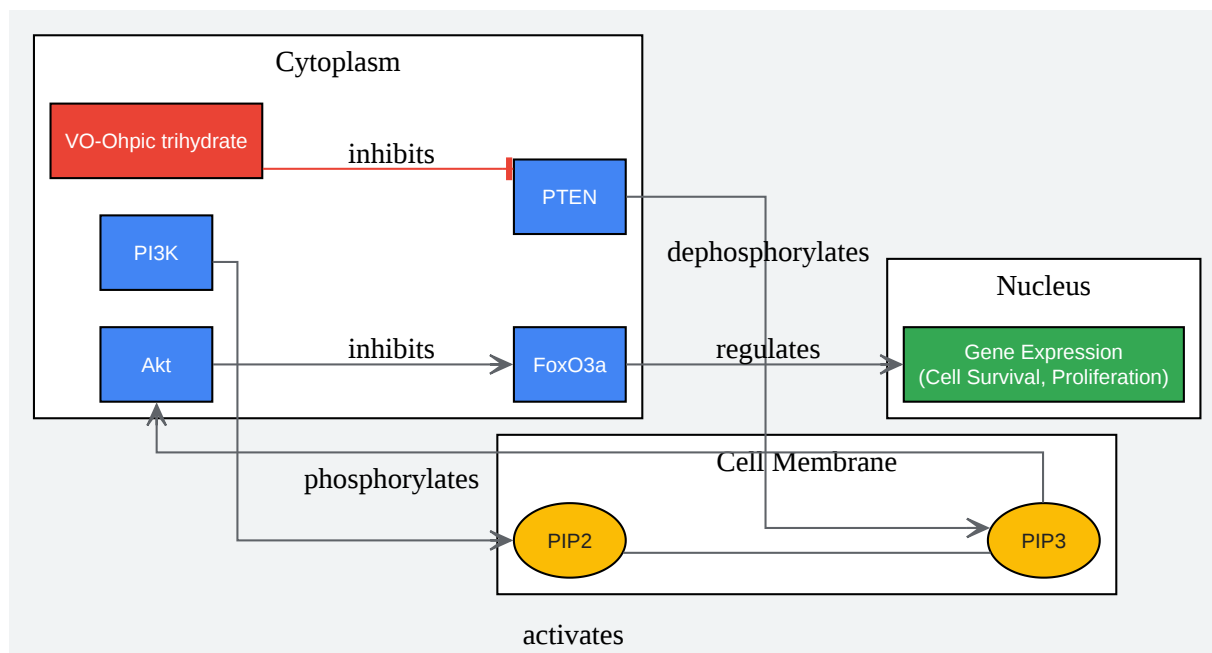 Cytoplasm
VO-Ohpic trihydrate
inhibits
PTEN
PI3K
dephosphorylates
Nucleus
Akt
inhibits
FoxO3a
regulates
Gene Expression
(Cell Survival, Proliferation)
Cell Membrane
phosphorylates
PIP2
PIP3
activates